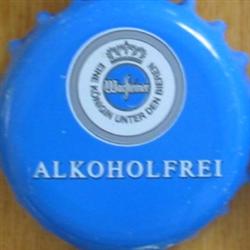 Warsteiner
EINE KÖNIGIN UNTER DEN BIEREN
ALKOHOLFREI